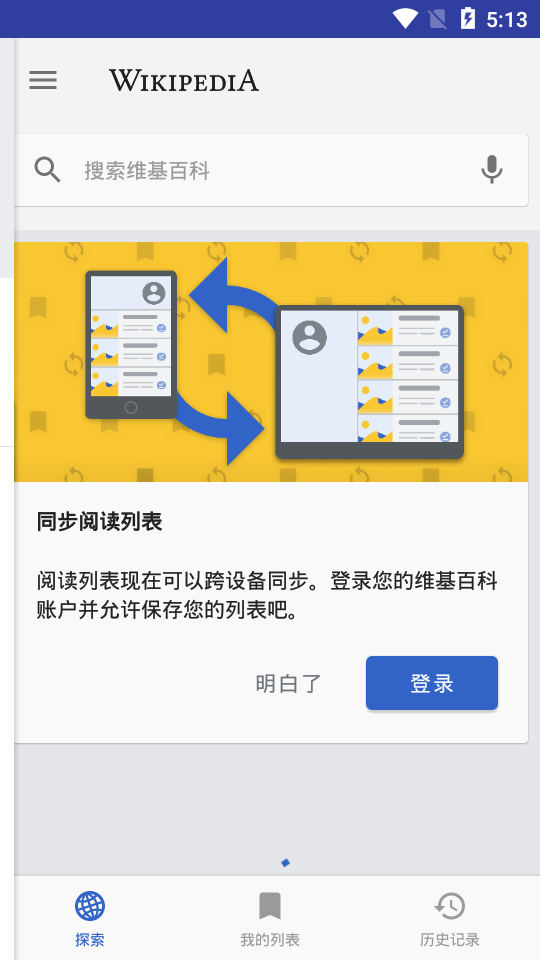 5:13
WIKIPEDIA
搜索维基百科
同步阅读列表
阅读列表现在可以跨设备同步。登录您的维基百科
账户并允许保存您的列表吧。
明白了
登录
探索
我的列表
历史记录